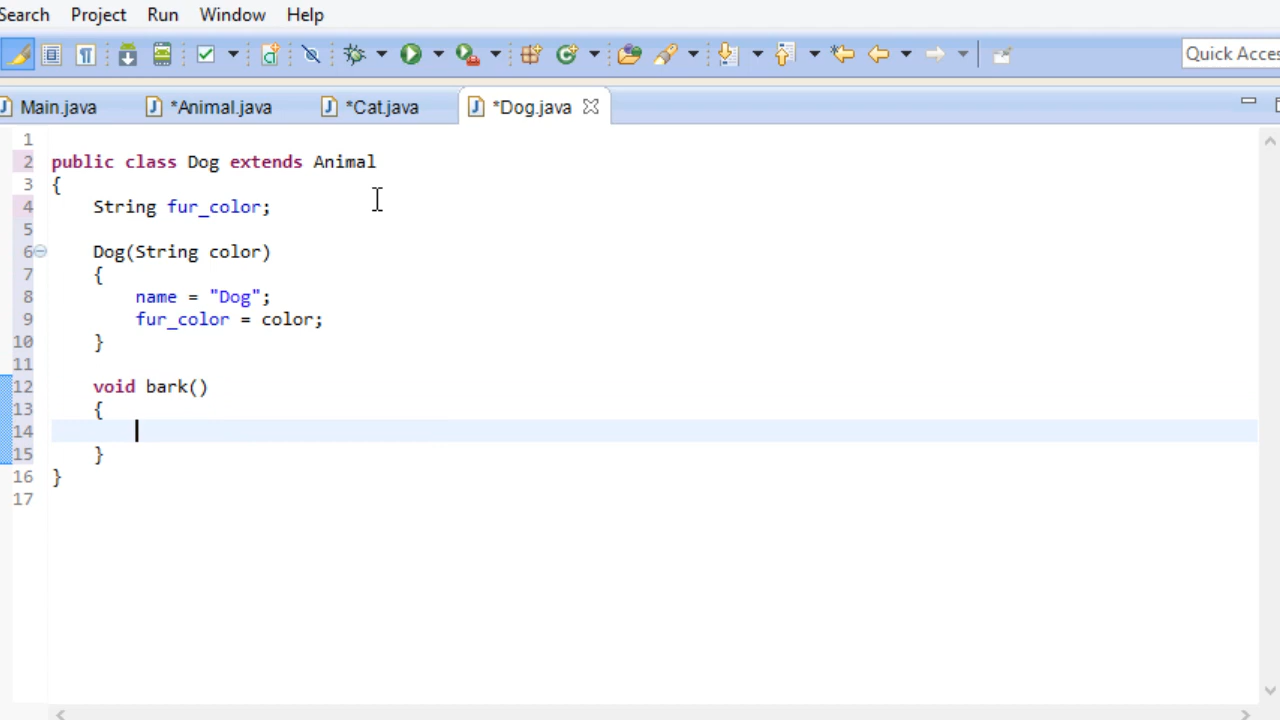 Search Project Run Window Help
Quick Acces
Main.java *Animal.java *Cat.java *Dog.java
1
2 public class Dog extends Animal
3 {
4 String fur_color;
5
6 Dog(String color)
7 {
8 name = "Dog";
9 fur_color = color;
10 }
11
12 void bark()
13 {
14
15 }
16 }
17